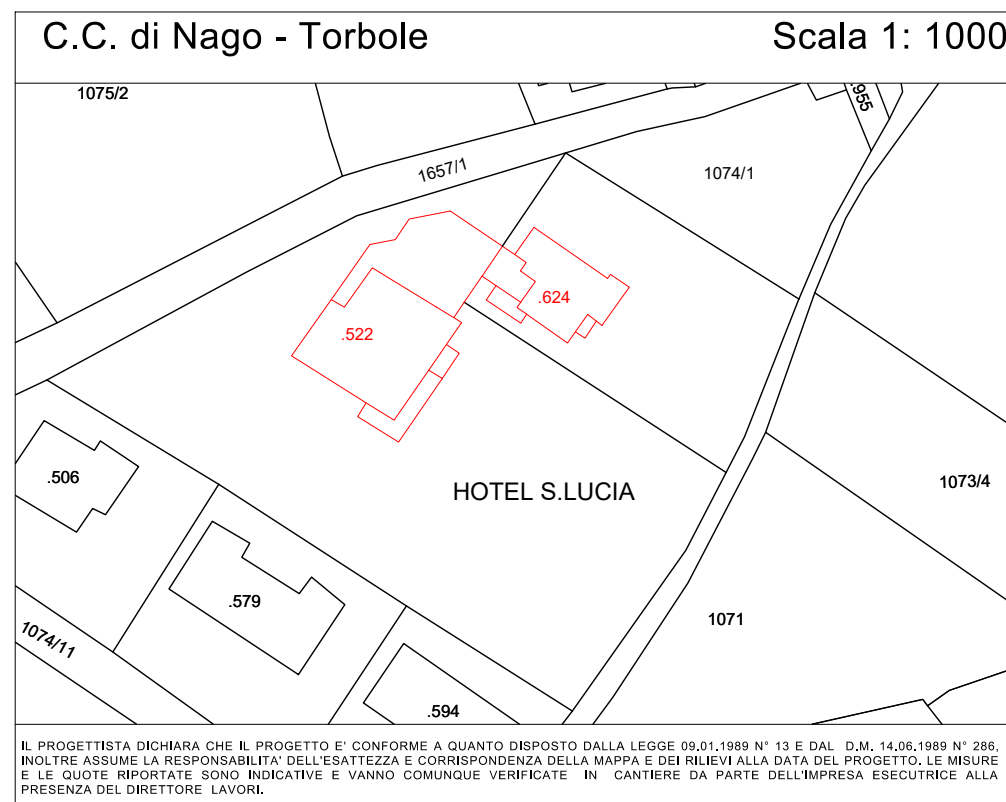 C.C. di Nago - Torbole
Scala 1: 1000
1075/2
.955
1657/1
1074/1
.624
.522
.506
HOTEL S.LUCIA
1073/4
.579
1071
1074/11
.594
IL PROGETTISTA DICHIARA CHE IL PROGETTO E' CONFORME A QUANTO DISPOSTO DALLA LEGGE 09.01.1989 N° 13 E DAL D.M. 14.06.1989 N° 286,
INOLTRE ASSUME LA RESPONSABILITA' DELL'ESATTEZZA E CORRISPONDENZA DELLA MAPPA E DEI RILIEVI ALLA DATA DEL PROGETTO. LE MISURE
E LE QUOTE RIPORTATE SONO INDICATIVE E VANNO COMUNQUE VERIFICATE IN CANTIERE DA PARTE DELL'IMPRESA ESECUTRICE ALLA
PRESENZA DEL DIRETTORE LAVORI.